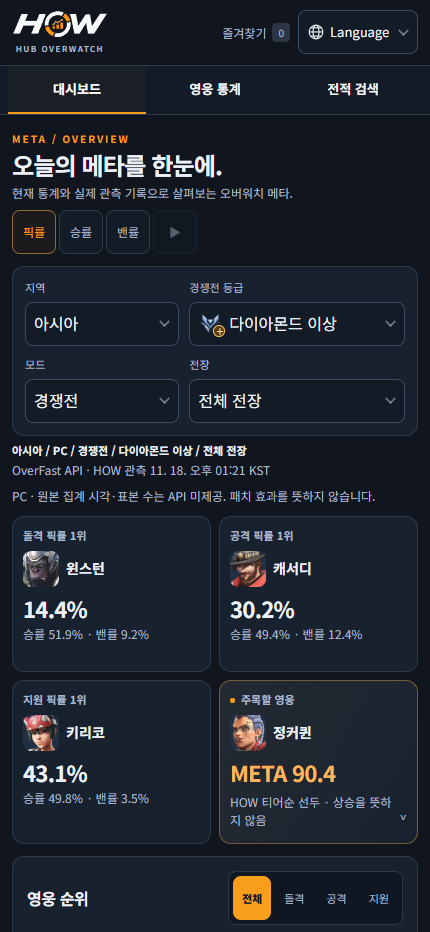 HOW
HUB OVERWATCH
즐겨찾기 0
Language
대시보드 영웅 통계 전적 검색
META / OVERVIEW
오늘의 메타를 한눈에.
현재 통계와 실제 관측 기록으로 살펴보는 오버워치 메타.
픽률 승률 밴률 ▶
지역 경쟁전 등급
아시아 다이아몬드 이상
모드 전장
경쟁전 전체 전장
아시아 / PC / 경쟁전 / 다이아몬드 이상 / 전체 전장
OverFast API · HOW 관측 11. 18. 오후 01:21 KST
PC · 원본 집계 시각·표본 수는 API 미제공. 패치 효과를 뜻하지 않습니다.
돌격 픽률 1위
윈스턴
14.4%
승률 51.9% · 밴률 9.2%
공격 픽률 1위
캐서디
30.2%
승률 49.4% · 밴률 12.4%
지원 픽률 1위
키리코
43.1%
승률 49.8% · 밴률 3.5%
주목할 영웅
정커퀸
META 90.4
HOW 티어순 선두 · 상승을 뜻하
지 않음
영웅 순위
전체 돌격 공격 지원